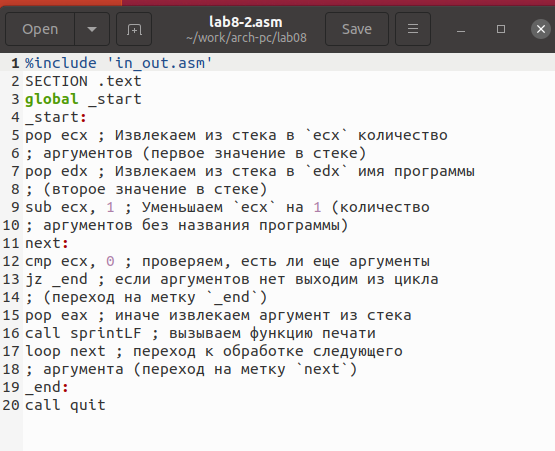 Open
lab8-2.asm
~/work/arch-pc/lab08
Save
1 %include 'in_out.asm'
2 SECTION .text
3 global _start
4 _start:
5 pop ecx ; Извлекаем из стека в `ecx` количество
6 ; аргументов (первое значение в стеке)
7 pop edx ; Извлекаем из стека в `edx` имя программы
8 ; (второе значение в стеке)
9 sub ecx, 1 ; Уменьшаем `ecx` на 1 (количество
10 ; аргументов без названия программы)
11 next:
12 cmp ecx, 0 ; проверяем, есть ли еще аргументы
13 jz _end ; если аргументов нет выходим из цикла
14 ; (переход на метку `_end`)
15 pop eax ; иначе извлекаем аргумент из стека
16 call sprintLF ; вызываем функцию печати
17 loop next ; переход к обработке следующего
18 ; аргумента (переход на метку `next`)
19 _end:
20 call quit